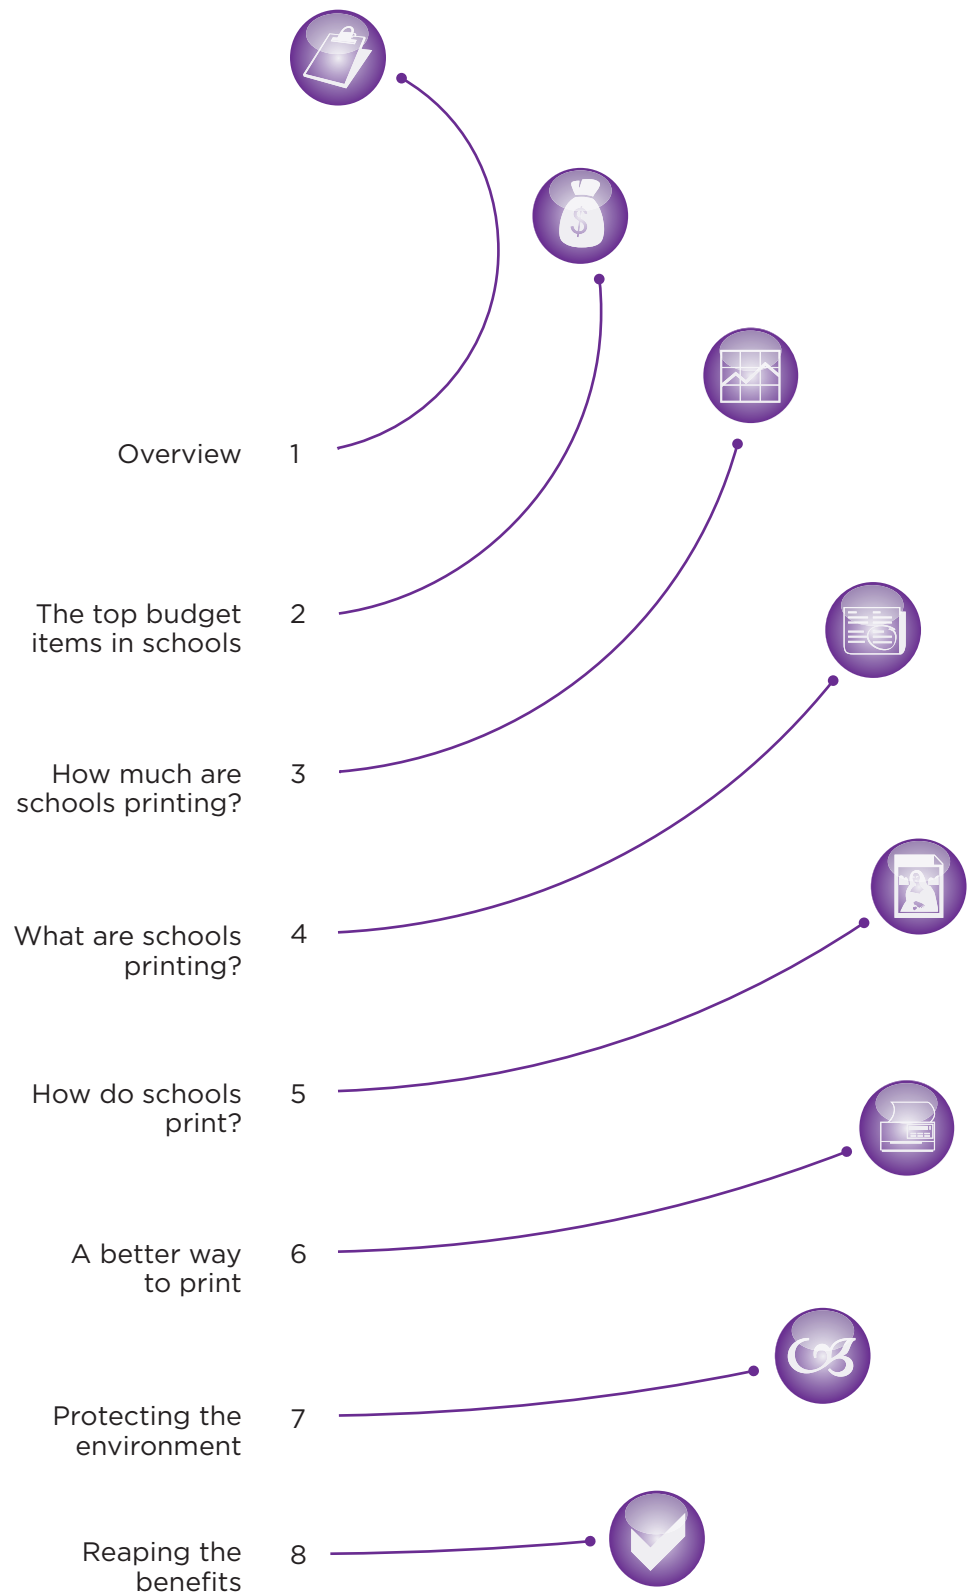 Overview 1
The top budget 2
items in schools
How much are 3
schools printing?
What are schools 4
printing?
How do schools 5
print?
A better way 6
to print
Protecting the 7
environment
Reaping the 8
benefits
$